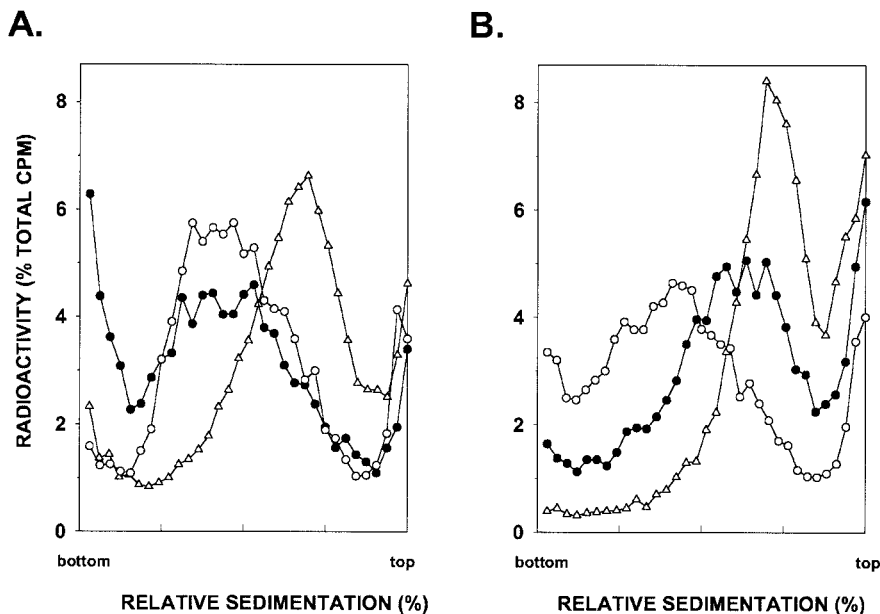 A.
B.
RADIOACTIVITY (% TOTAL CPM)
8
6
4
2
0
bottom
top
RELATIVE SEDIMENTATION (%)
8
6
4
2
0
bottom
top
RELATIVE SEDIMENTATION (%)